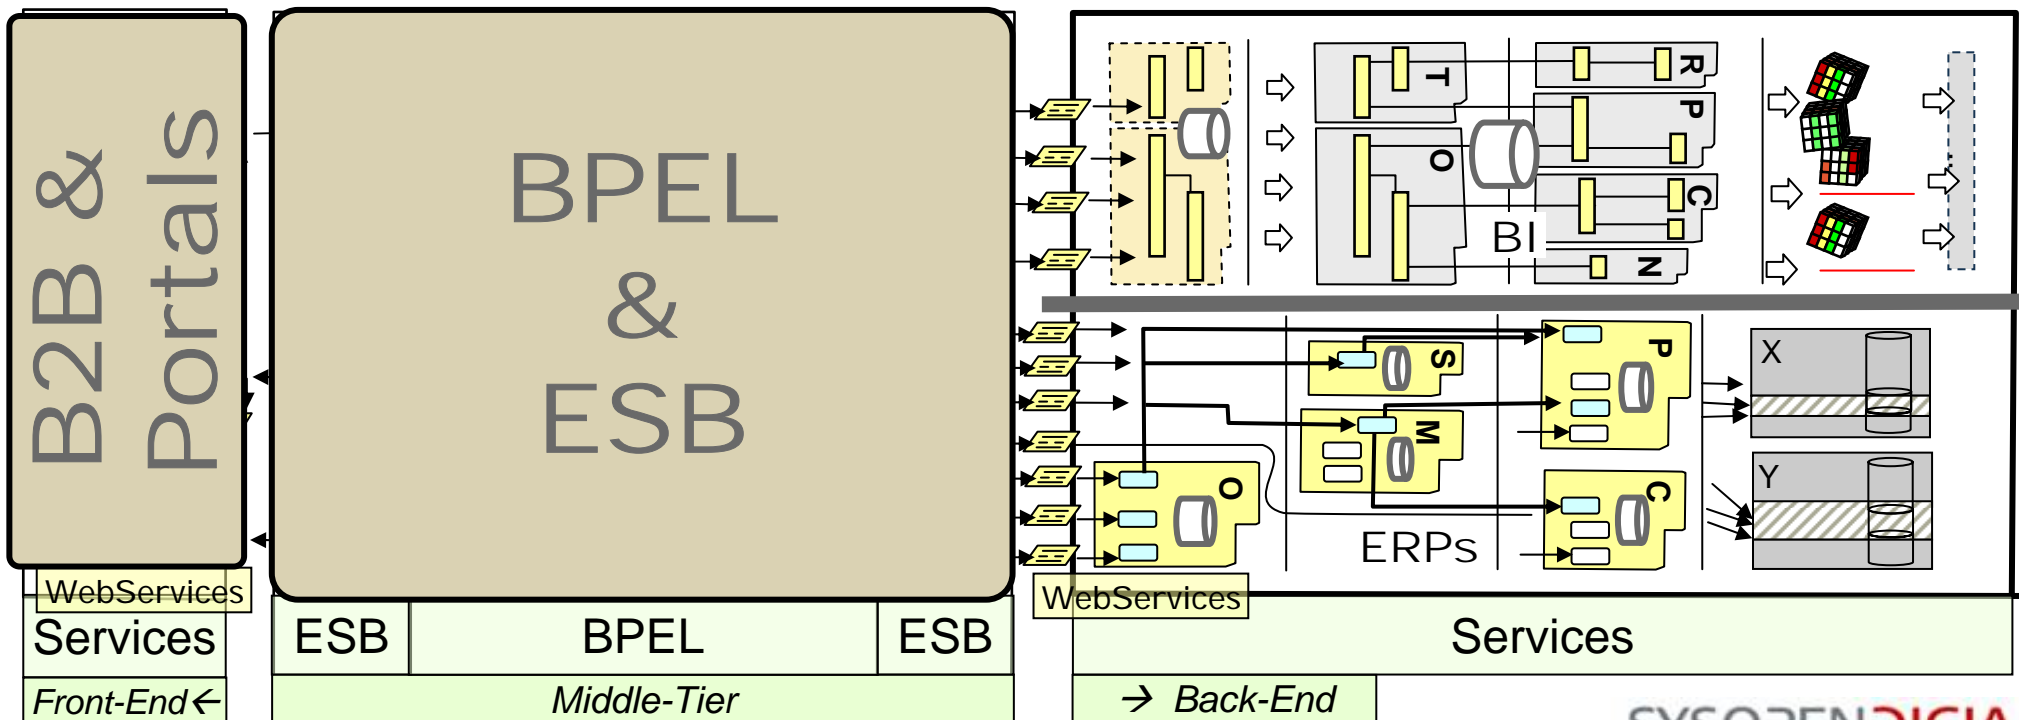 B2B &
Portals
BPEL
&
ESB
T
O
R
P
C
N
BI
S
M
O
P
C
ERPs
X
Y
WebServices
WebServices
Services
ESB
BPEL
ESB
Services
Front-End←
Middle-Tier
→ Back-End
SYSOPENDIGIA